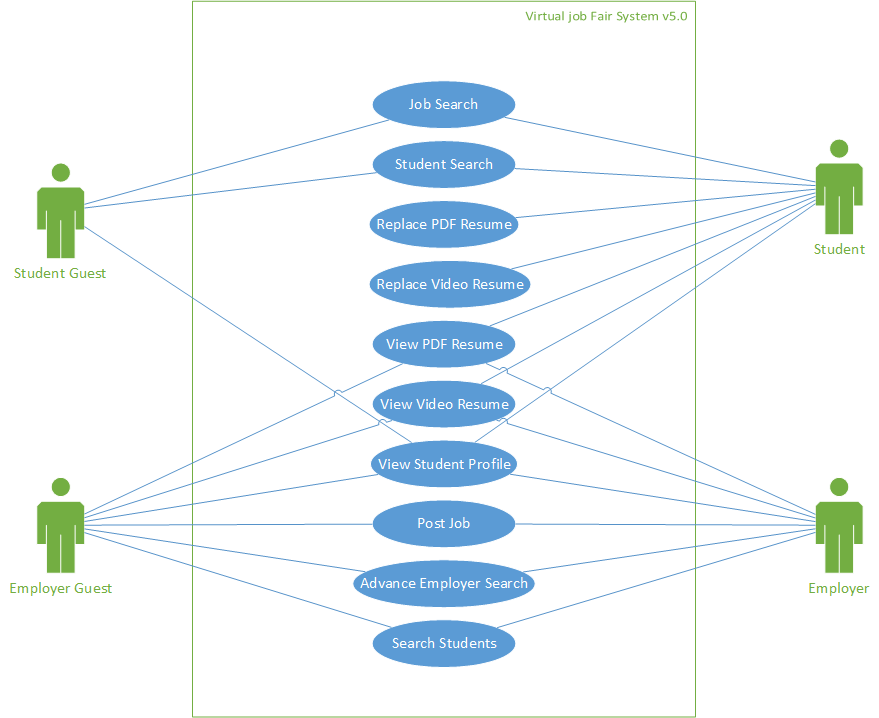 Virtual job Fair System v5.0
Job Search
Student Search
Replace PDF Resume
Replace Video Resume
View PDF Resume
View Video Resume
View Student Profile
Post Job
Advance Employer Search
Search Students
Student Guest
Student
Employer Guest
Employer